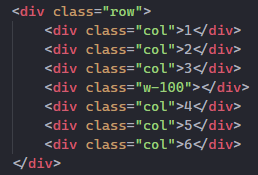 <div class="row">
    <div class="col">1</div>
    <div class="col">2</div>
    <div class="col">3</div>
    <div class="w-100"></div>
    <div class="col">4</div>
    <div class="col">5</div>
    <div class="col">6</div>
</div>